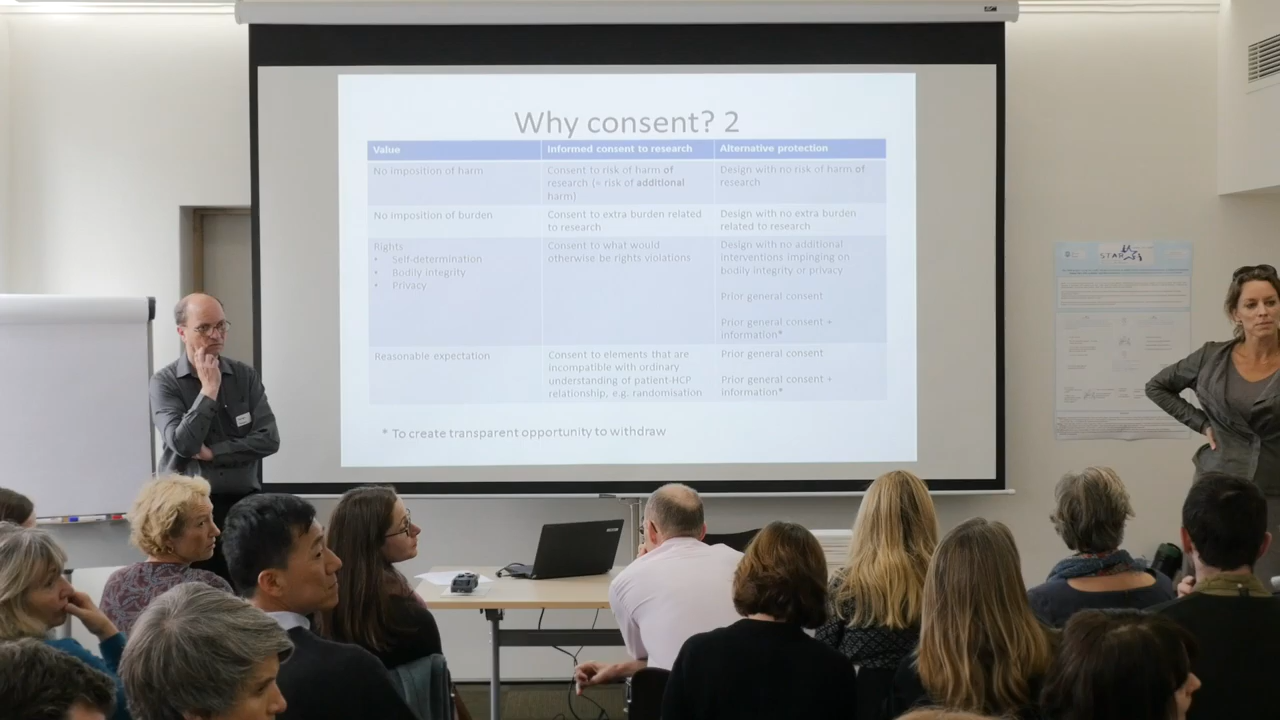 Why consent? 2
Value Informed consent to research Alternative protection
No imposition of harm
Consent to risk of harm of
research (= risk of additional
harm)
Design with no risk of harm of
research
No imposition of burden
Consent to extra burden related
to research
Design with no extra burden
related to research
Rights
• Self-determination
• Bodily integrity
• Privacy
Consent to what would
otherwise be rights violations
Design with no additional
interventions impinging on
bodily integrity or privacy
Prior general consent
Prior general consent +
information*
Reasonable expectation
Consent to elements that are
incompatible with ordinary
understanding of patient-HCP
relationship, e.g. randomisation
Prior general consent
Prior general consent +
information*
* To create transparent opportunity to withdraw
STAR